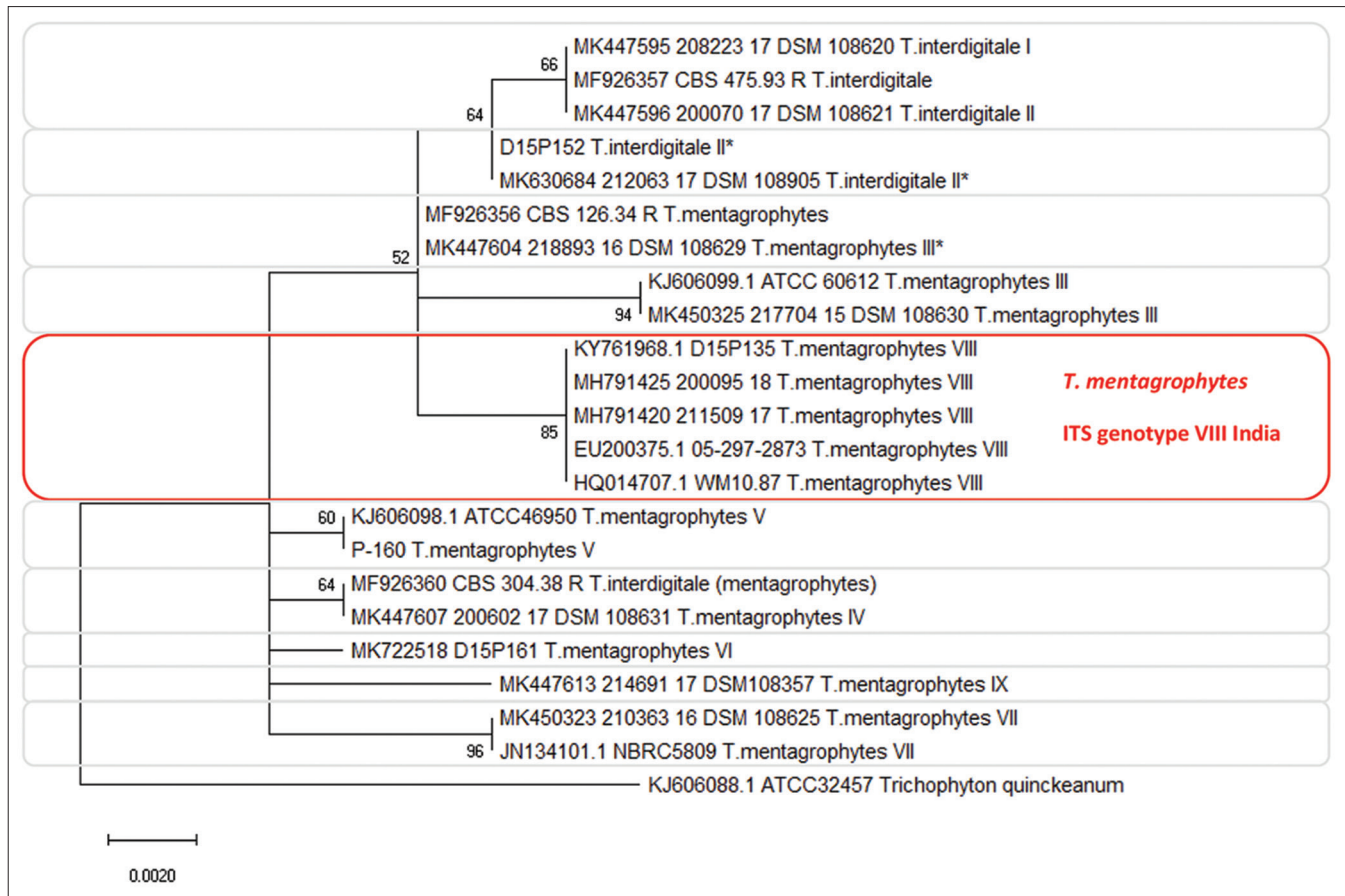 MK447595 208223 17 DSM 108620 T.interdigitale I
66
MF926357 CBS 475.93 R T.interdigitale
MK447596 200070 17 DSM 108621 T.interdigitale II
64
D15P152 T.interdigitale II*
MK630684 212063 17 DSM 108905 T.interdigitale II*
MF926356 CBS 126.34 R T.mentagrophytes
MK447604 218893 16 DSM 108629 T.mentagrophytes III*
52
KJ606099.1 ATCC 60612 T.mentagrophytes III
94
MK450325 217704 15 DSM 108630 T.mentagrophytes III
KY761968.1 D15P135 T.mentagrophytes VIII
MH791425 200095 18 T.mentagrophytes VIII
T. mentagrophytes
MH791420 211509 17 T.mentagrophytes VIII
85
EU200375.1 05-297-2873 T.mentagrophytes VIII
ITS genotype VIII India
HQ014707.1 WM10.87 T.mentagrophytes VIII
60
KJ606098.1 ATCC46950 T.mentagrophytes V
P-160 T.mentagrophytes V
64
MF926360 CBS 304.38 R T.interdigitale (mentagrophytes)
MK447607 200602 17 DSM 108631 T.mentagrophytes IV
MK722518 D15P161 T.mentagrophytes VI
MK447613 214691 17 DSM108357 T.mentagrophytes IX
MK450323 210363 16 DSM 108625 T.mentagrophytes VII
96
JN134101.1 NBRC5809 T.mentagrophytes VII
KJ606088.1 ATCC32457 Trichophyton quinckeanum
0.0020